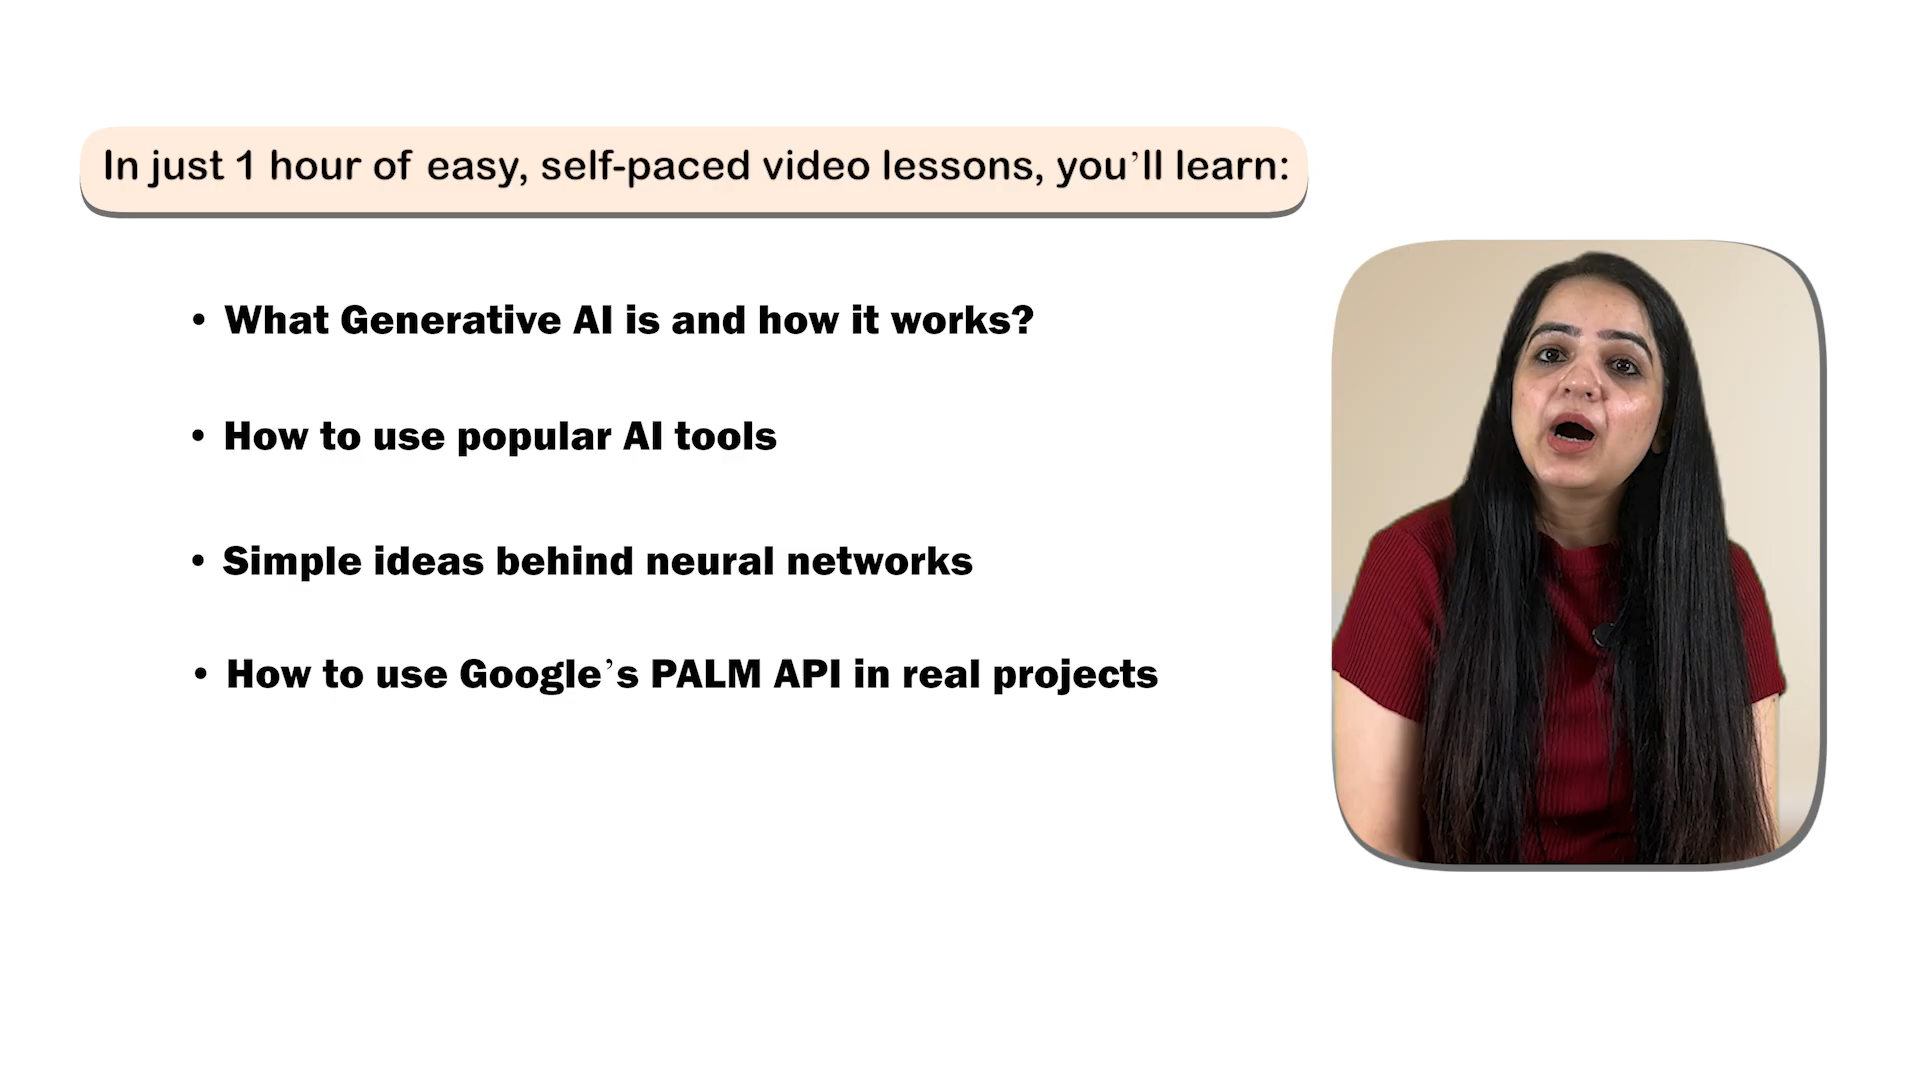 In just 1 hour of easy, self-paced video lessons, you’ll learn:
• What Generative AI is and how it works?
• How to use popular AI tools
• Simple ideas behind neural networks
• How to use Google’s PALM API in real projects